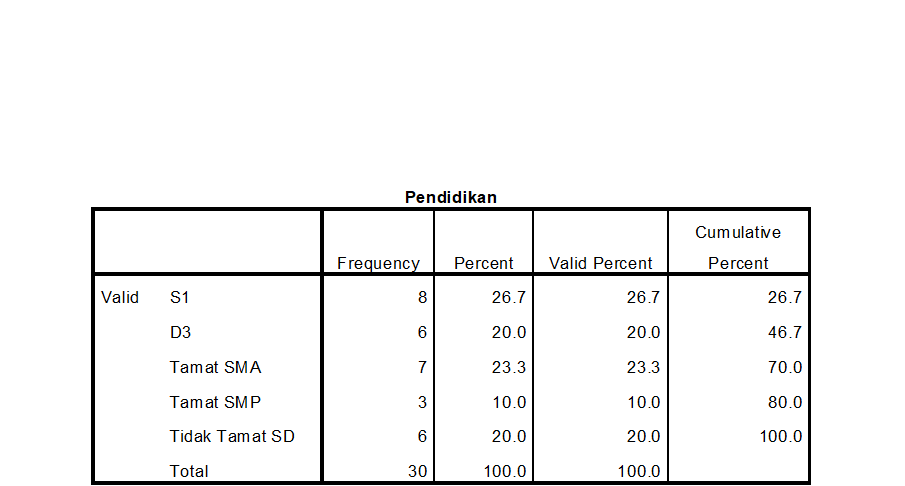 Pendidikan
Cumulative
Frequency Percent Valid Percent Percent
Valid S1 8 26.7 26.7 26.7
D3 6 20.0 20.0 46.7
Tamat SMA 7 23.3 23.3 70.0
Tamat SMP 3 10.0 10.0 80.0
Tidak Tamat SD 6 20.0 20.0 100.0
Total 30 100.0 100.0